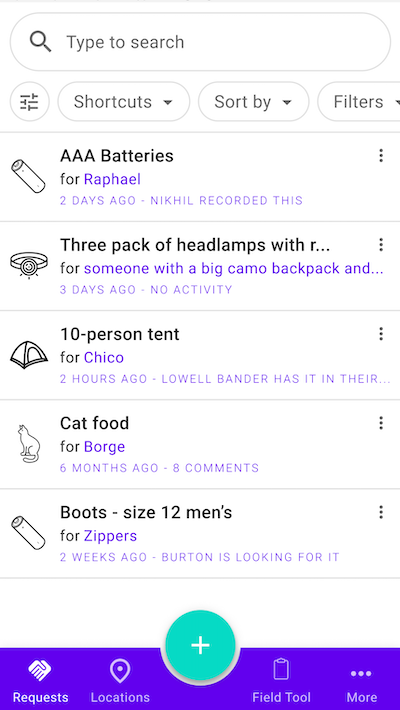 Type to search
Shortcuts Sort by Filters
AAA Batteries
for Raphael
2 DAYS AGO - NIKHIL RECORDED THIS
Three pack of headlamps with r...
for someone with a big camo backpack and...
3 DAYS AGO - NO ACTIVITY
10-person tent
for Chico
2 HOURS AGO - LOWELL BANDER HAS IT IN THEIR...
Cat food
for Borge
6 MONTHS AGO - 8 COMMENTS
Boots - size 12 men’s
for Zippers
2 WEEKS AGO - BURTON IS LOOKING FOR IT
Requests Locations Field Tool More